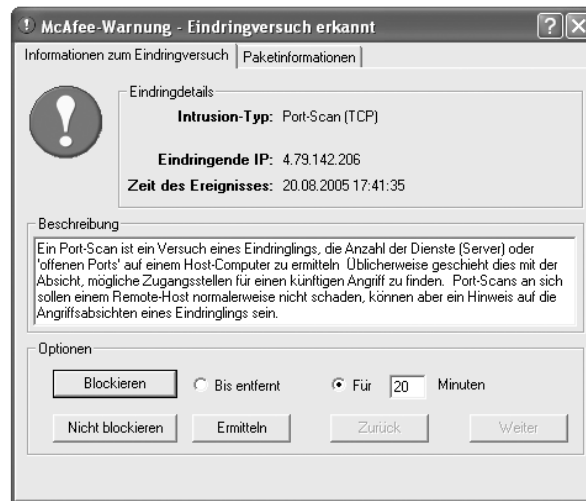 McAfee-Warnung - Eindringversuch erkannt
Informationen zum Eindringversuch
Paketinformationen
Eindringdetails
Intrusion-Typ: Port-Scan (TCP)
Eindringende IP: 4.79.142.206
Zeit des Ereignisses: 20.08.2005 17:41:35
Beschreibung
Ein Port-Scan ist ein Versuch eines Eindringlings, die Anzahl der Dienste (Server) oder
'offenen Ports' auf einem Host-Computer zu ermitteln Üblicherweise geschieht dies mit der
Absicht, mögliche Zugangsstellen für einen künftigen Angriff zu finden. Port-Scans an sich
sollen einem Remote-Host normalerweise nicht schaden, können aber ein Hinweis auf die
Angriffsabsichten eines Eindringlings sein.
Optionen
Blockieren Bis entfernt Für 20 Minuten
Nicht blockieren Ermitteln Zurück Weiter